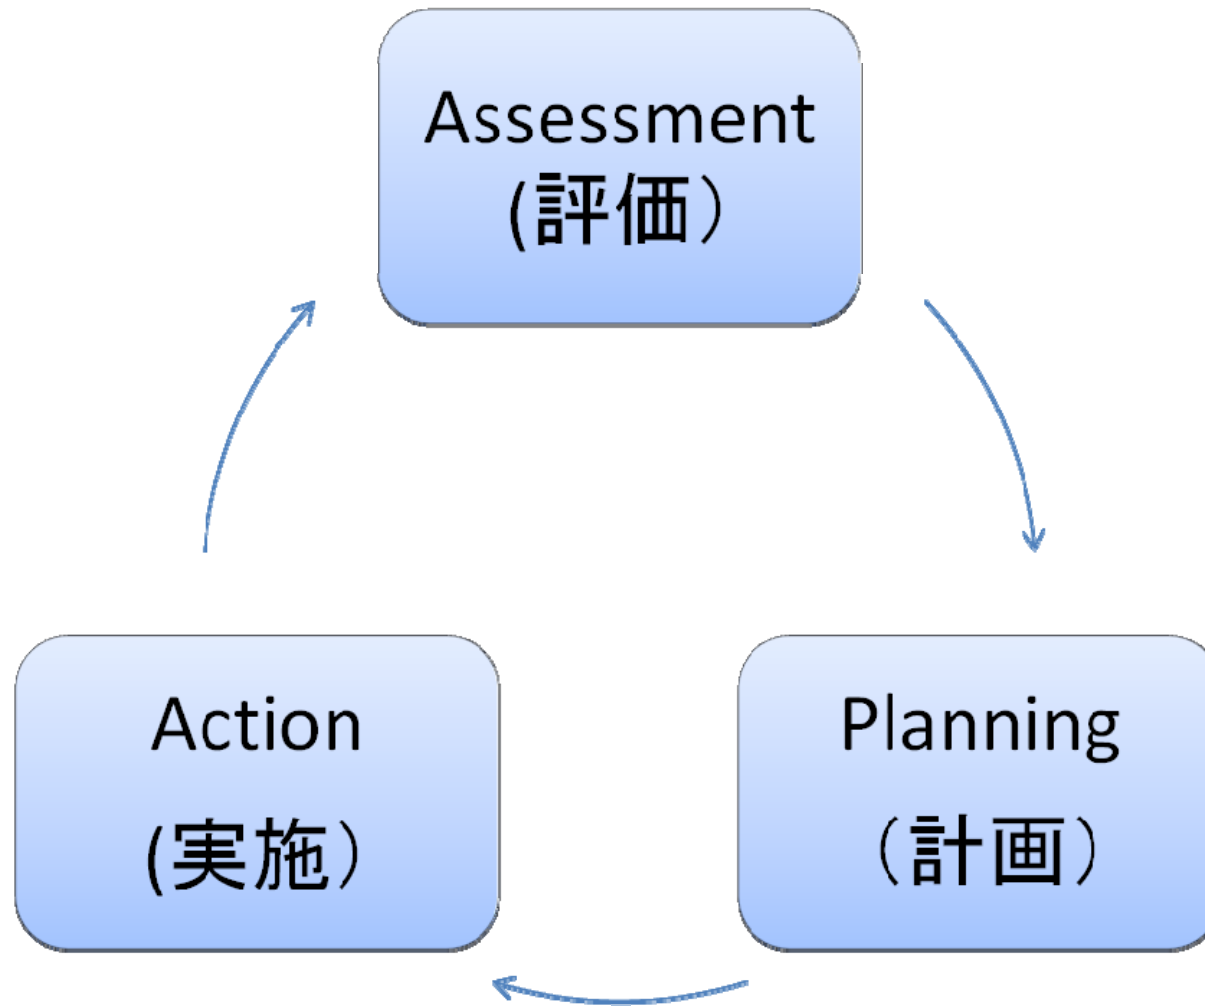 Assessment
(評価）
Action
(実施）
Planning
（計画）